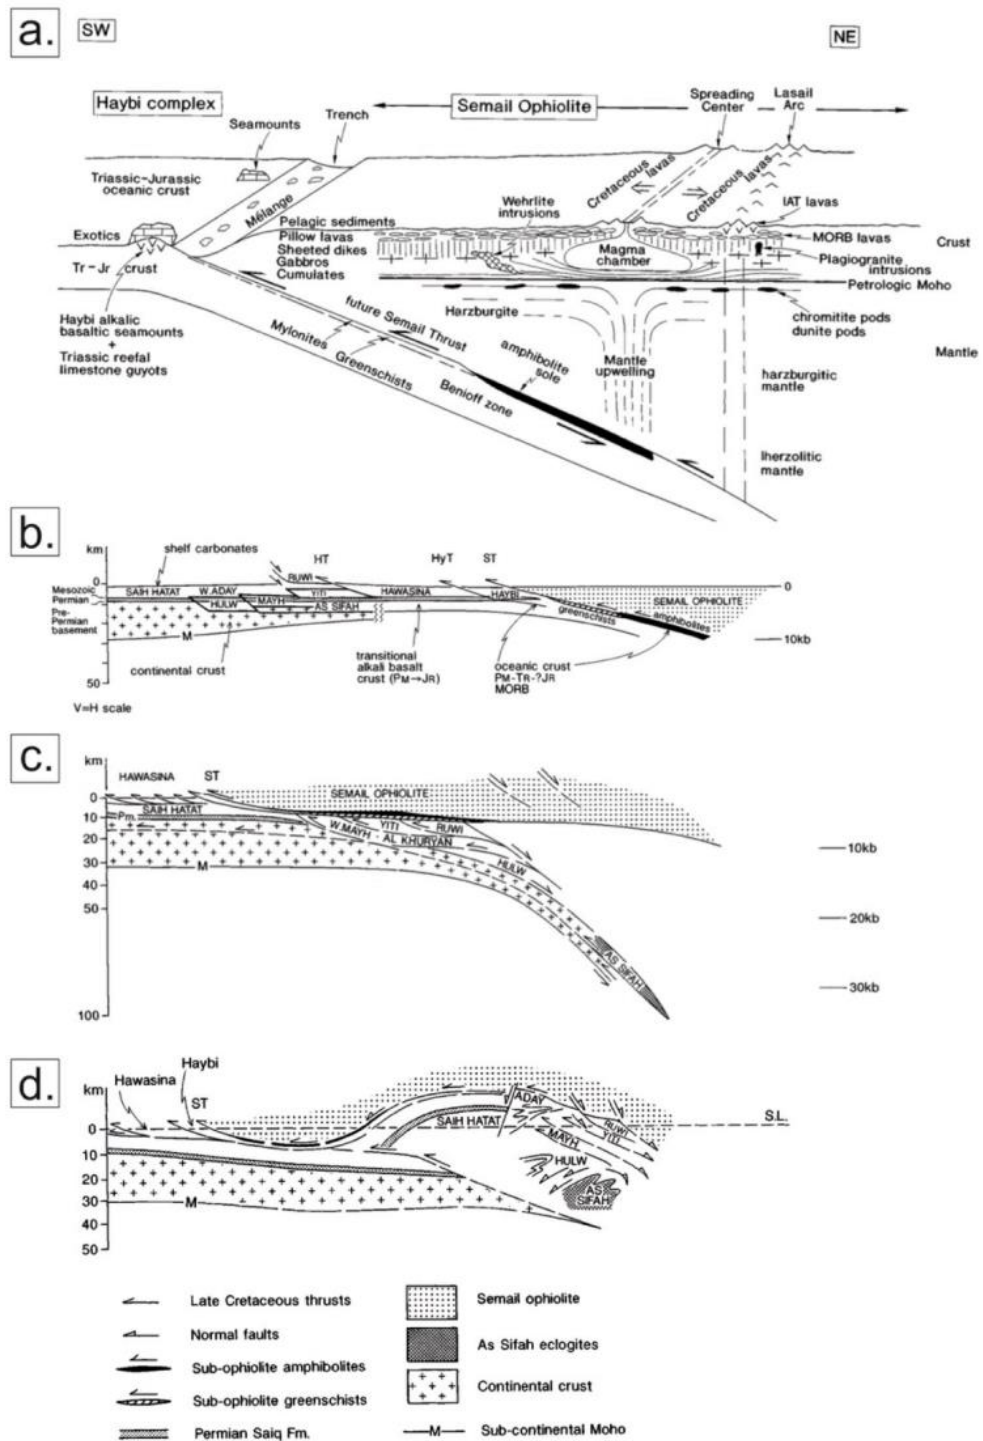 a.
SW
NE
Haybi complex
Semail Ophiolite
Spreading
Center
Lasail
Arc
Seamounts
Trench
Triassic-Jurassic
oceanic crust
Mélange
Cretaceous lavas
Cretaceous lavas
Wehrlite
intrusions
IAT lavas
Exotics
Pelagic sediments
Pillow lavas
Sheeted dikes
Gabbros
Cumulates
Magma
chamber
MORB lavas
Plagiogranite
intrusions
Crust
Tr-Jr crust
Petrologic Moho
Haybi alkalic
basaltic seamounts
+
Triassic reefal
limestone guyots
future Semail Thrust
Mylonites
Greenschists
Harzburgite
amphibolite
sole
Benioff zone
Mantle
upwelling
chromitite pods
dunite pods
Mantle
harzburgitic
mantle
lherzolitic
mantle
b.
km
shelf carbonates
HT
HyT
ST
0
RUWI
0
Mesozoic
Permian
Pre-
Permian
basement
SAIH HATAT
W.ADAY
YITI
HAWASINA
HAYBI
SEMAIL OPHIOLITE
HULW
MAYH
AS SIFAH
greenschists
amphibolites
M
10kb
continental crust
transitional
alkali basalt
crust (PM→JR)
oceanic crust
PM-TR-?JR
MORB
50
V=H scale
c.
km
HAWASINA
ST
SEMAIL OPHIOLITE
0
SAIH HATAT
10
Pm.
YITI
RUWI
W.MAYH - AL KHURYAN
20
10kb
30
M
HULW
40
50
20kb
AS SIFAH
30kb
100
d.
Haybi
Hawasina
km
ST
ADAY
S.L.
0
SAIH HATAT
RUWI
YITI
MAYH
10
HULW
20
AS
SIFAH
30
M
40
50
Late Cretaceous thrusts
Normal faults
Sub-ophiolite amphibolites
Sub-ophiolite greenschists
Permian Saiq Fm.
Semail ophiolite
As Sifah eclogites
Continental crust
M
Sub-continental Moho